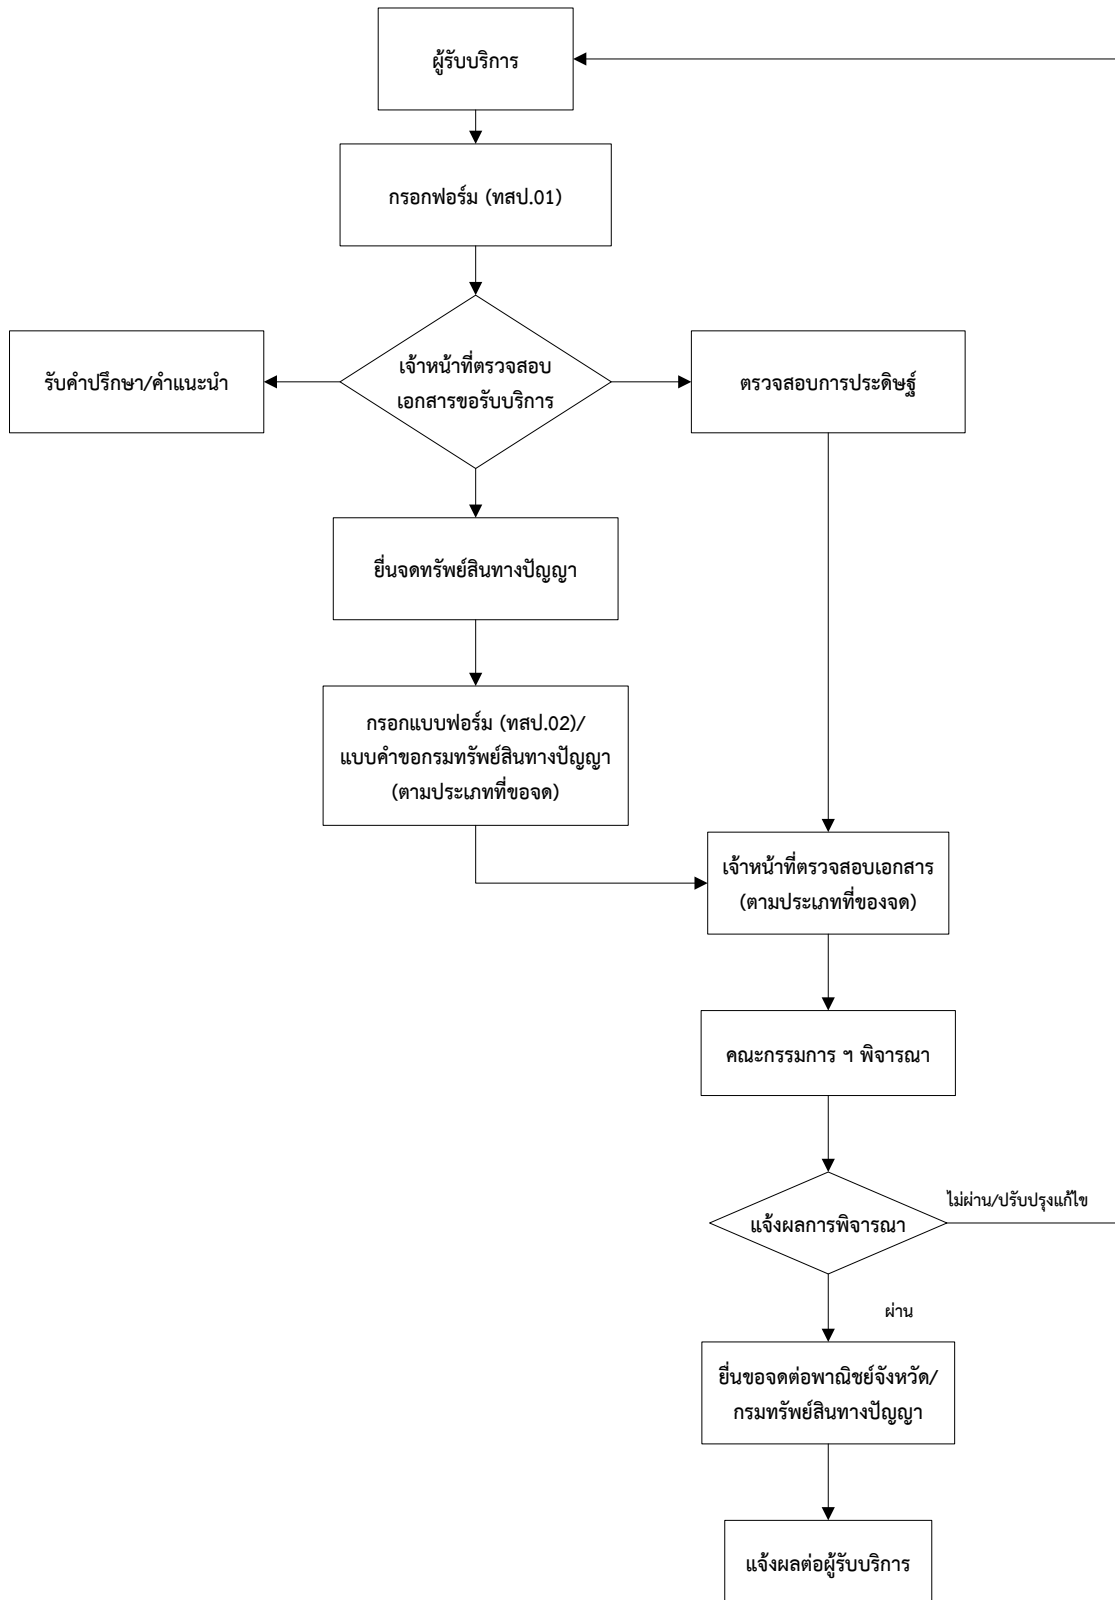 ผู้รับบริการ
กรอกฟอร์ม (ทสป.01)
เจ้าหน้าที่ตรวจสอบ
เอกสารขอรับบริการ
รับคำปรึกษา/คำแนะนำ
ตรวจสอบการประดิษฐ์
ยื่นจดทรัพย์สินทางปัญญา
กรอกแบบฟอร์ม (ทสป.02)/
แบบคำขอกรมทรัพย์สินทางปัญญา
(ตามประเภทที่ขอจด)
เจ้าหน้าที่ตรวจสอบเอกสาร
(ตามประเภทที่ของจด)
คณะกรรมการ ฯ พิจารณา
แจ้งผลการพิจารณา
ไม่ผ่าน/ปรับปรุงแก้ไข
ผ่าน
ยื่นขอจดต่อพาณิชย์จังหวัด/
กรมทรัพย์สินทางปัญญา
แจ้งผลต่อผู้รับบริการ